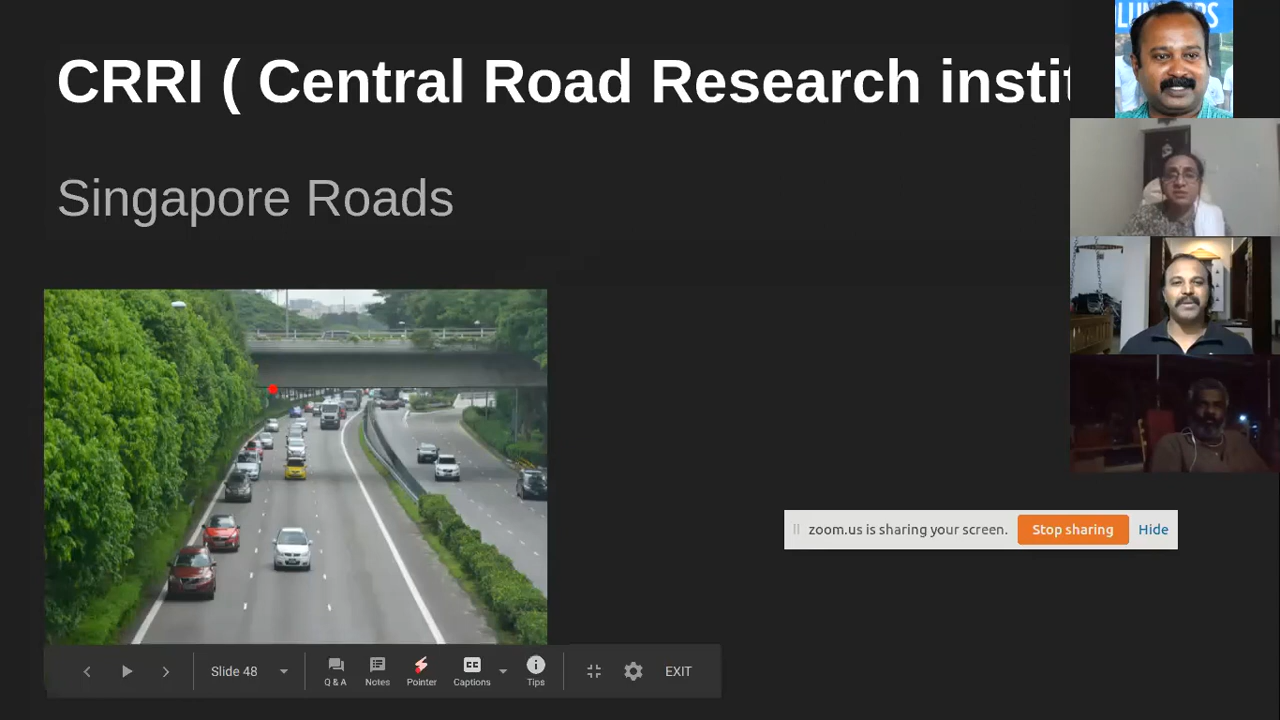 CRRI ( Central Road Research instit
Singapore Roads
zoom.us is sharing your screen. Stop sharing Hide
Slide 48
Q & A Notes Pointer Captions Tips EXIT